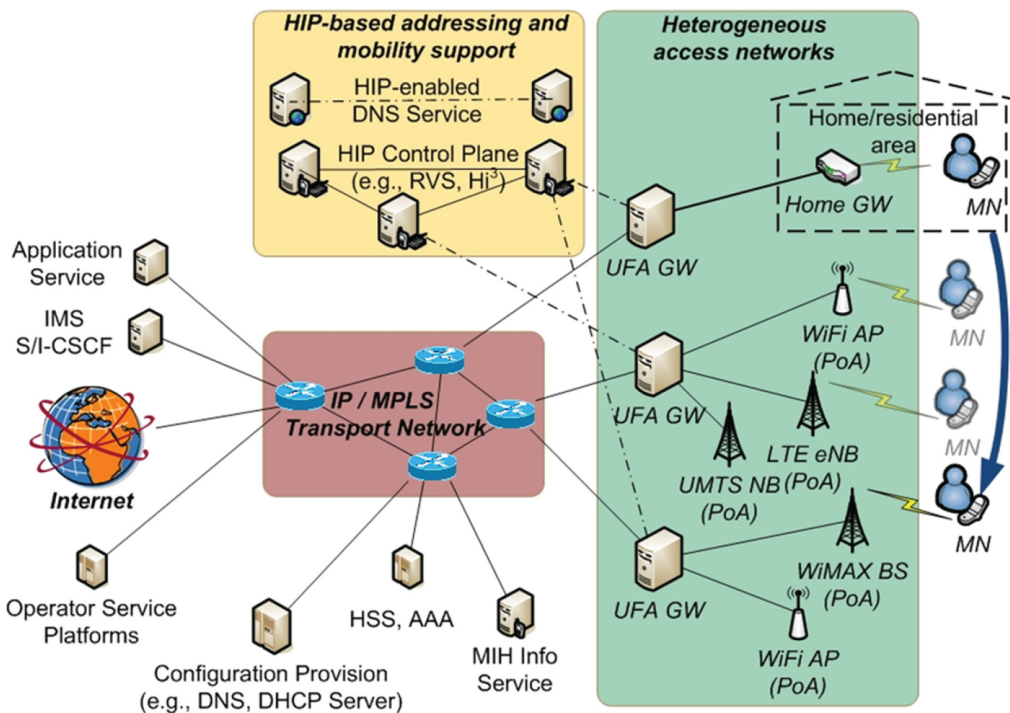 HIP-based addressing and
mobility support
HIP-enabled
DNS Service
HIP Control Plane
(e.g., RVS, Hi³)
Heterogeneous
access networks
Home/residential
area
Home GW
MN
UFA GW
Application
Service
IMS
S/I-CSCF
Internet
Operator Service
Platforms
IP / MPLS
Transport Network
Configuration Provision
(e.g., DNS, DHCP Server)
HSS, AAA
MIH Info
Service
WiFi AP
(PoA)
MN
UFA GW
UMTS NB
(PoA)
LTE eNB
(PoA)
MN
UFA GW
WiMAX BS
(PoA)
MN
WiFi AP
(PoA)